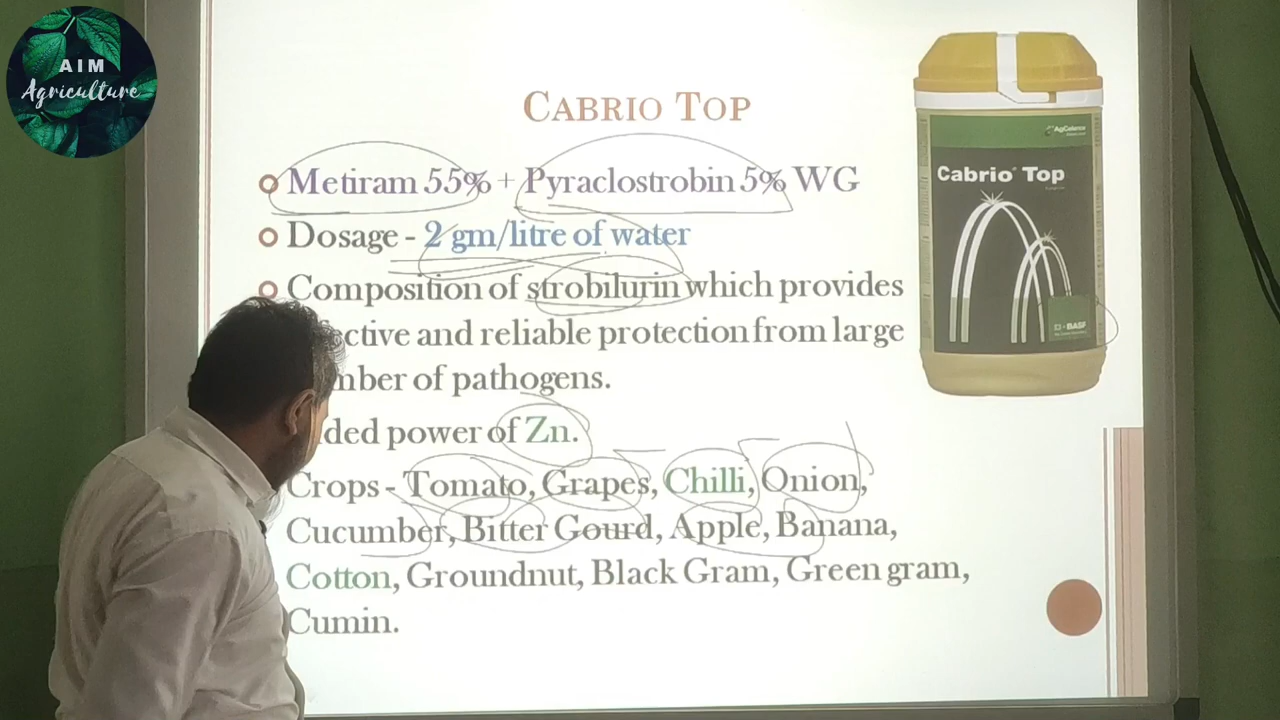 AIM
Agriculture
CABRIO TOP
Metiram 55% + Pyraclostrobin 5% WG
Dosage - 2 gm/litre of water
Composition of strobilurin which provides
ctive and reliable protection from large
mber of pathogens.
ded power of Zn.
Crops - Tomato, Grapes, Chilli, Onion,
Cucumber, Bitter Gourd, Apple, Banana,
Cotton, Groundnut, Black Gram, Green gram,
Cumin.
AgCelence
Cabrio® Top
BASF